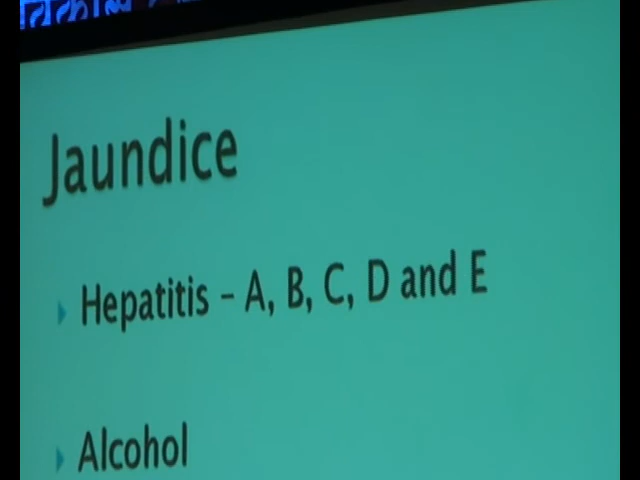 Jaundice
Hepatitis – A, B, C, D and E
Alcohol